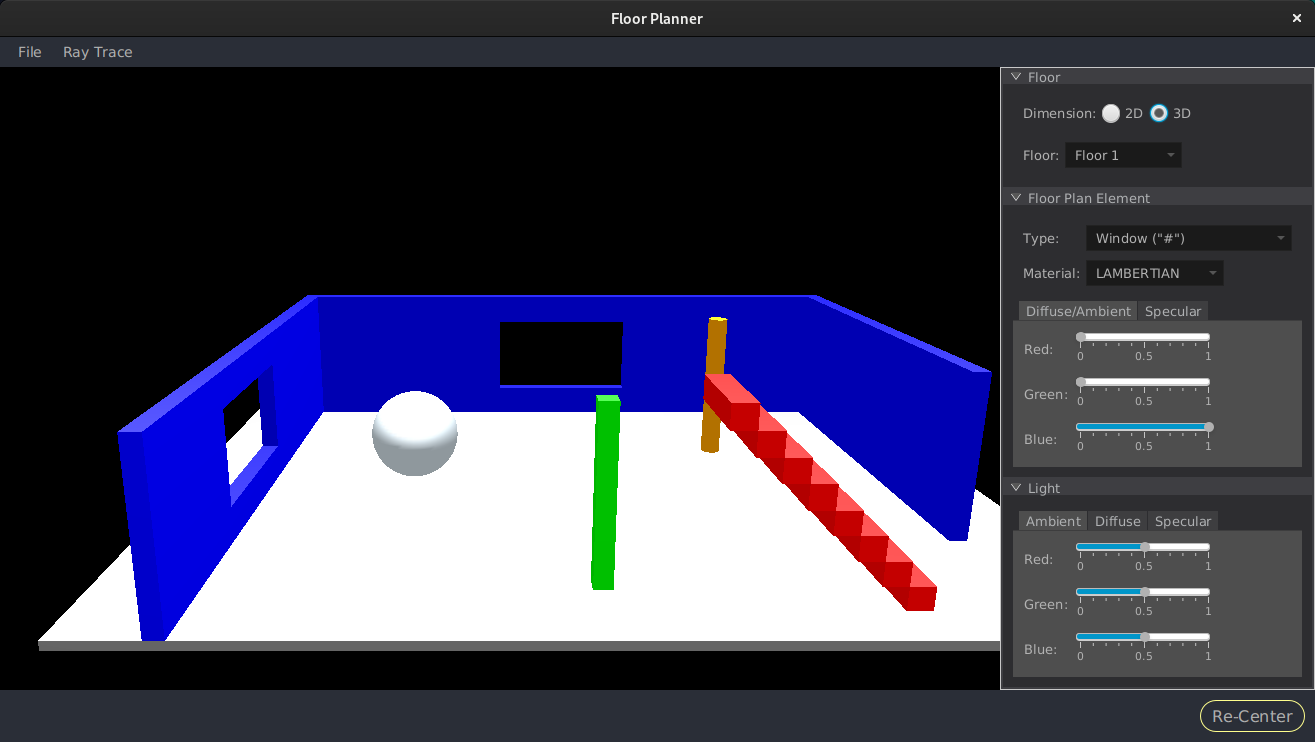 Floor Planner ×
File Ray Trace
Floor
Dimension: 2D 3D
Floor: Floor 1
Floor Plan Element
Type: Window ("#")
Material: LAMBERTIAN
Diffuse/Ambient Specular
Red:
0 0.5 1
Green:
0 0.5 1
Blue:
0 0.5 1
Light
Ambient Diffuse Specular
Red:
0 0.5 1
Green:
0 0.5 1
Blue:
0 0.5 1
Re-Center